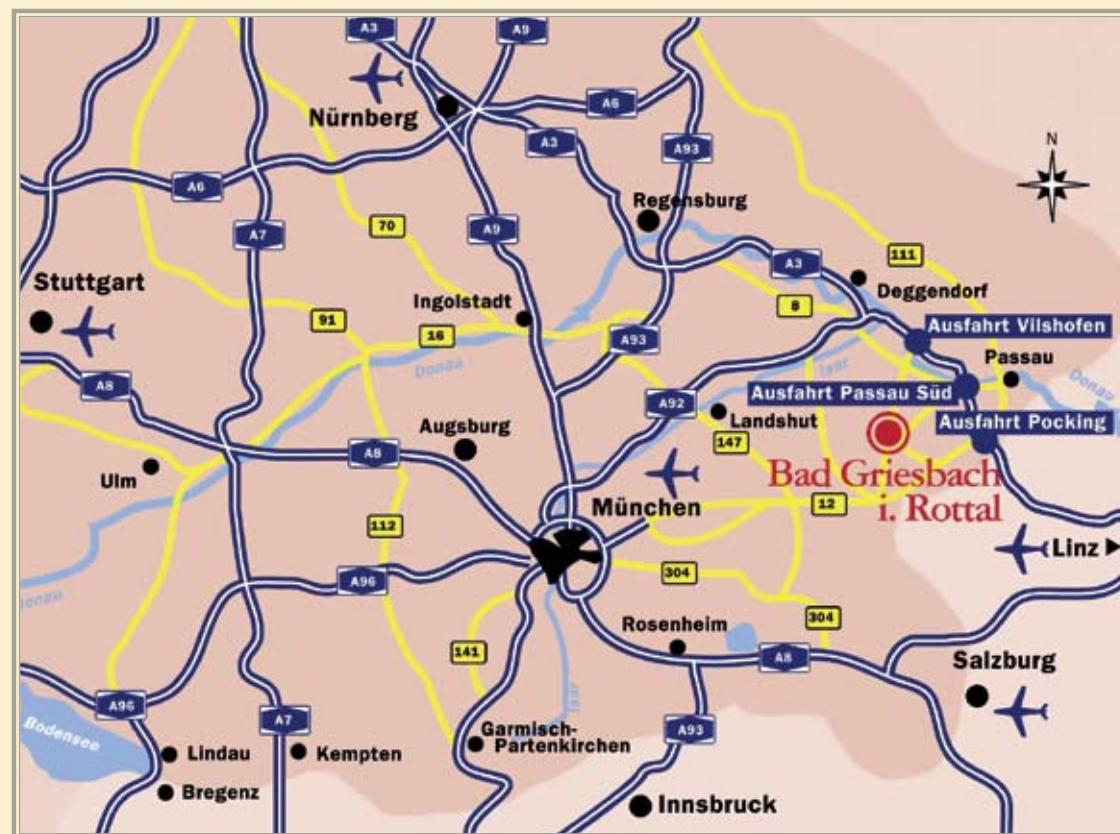 A3
A9
Nürnberg
A6
A3
A93
N
A6
Regensburg
70
A9
A7
111
A3
Stuttgart
Deggendorf
Ingolstadt
8
91
16
Ausfahrt Vilshofen
A93
Passau
Donau
Isar
Donau
A8
Ausfahrt Passau Süd
A92
Landshut
Augsburg
Ausfahrt Pocking
147
A8
Ulm
Bad Griesbach
i. Rottal
München
12
112
Linz
A96
304
Donau
304
Rosenheim
141
A8
Salzburg
Isar
A96
A7
Bodensee
A93
Garmisch-
Partenkirchen
Lindau
Kempten
Bregenz
Innsbruck